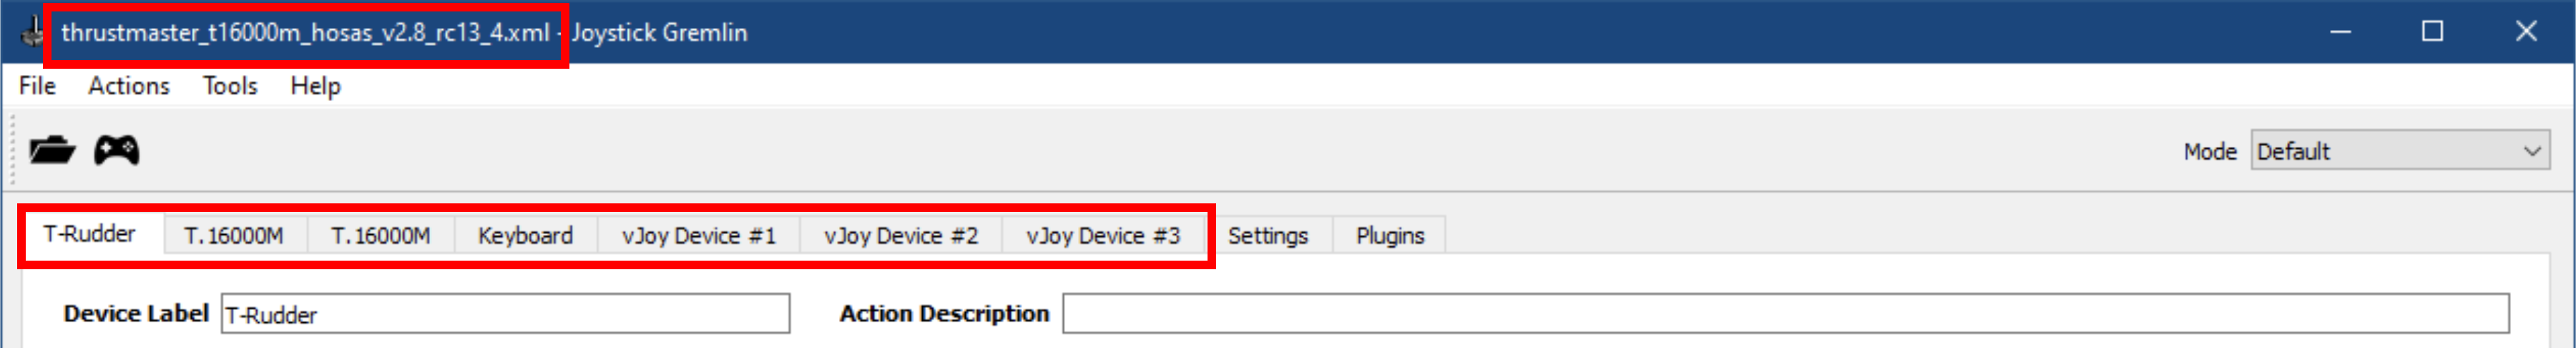 thrustmaster_t16000m_hosas_v2.8_rc13_4.xml - Joystick Gremlin
File Actions Tools Help
Mode Default
T-Rudder T.16000M T.16000M Keyboard vJoy Device #1 vJoy Device #2 vJoy Device #3 Settings Plugins
Device Label T-Rudder Action Description